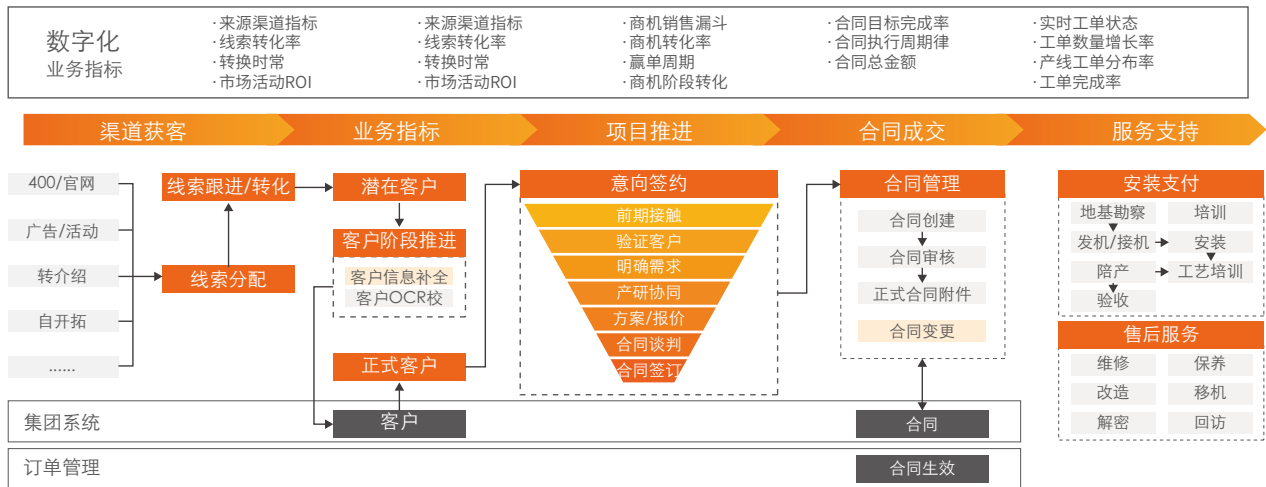 数字化
业务指标
·来源渠道指标
·线索转化率
·转换时常
·市场活动ROI
·来源渠道指标
·线索转化率
·转换时常
·市场活动ROI
·商机销售漏斗
·商机转化率
·赢单周期
·商机阶段转化
·合同目标完成率
·合同执行周期律
·合同总金额
·实时工单状态
·工单数量增长率
·产线工单分布率
·工单完成率
渠道获客
业务指标
项目推进
合同成交
服务支持
400/官网
广告/活动
转介绍
自开拓
......
线索跟进/转化
线索分配
潜在客户
客户阶段推进
客户信息补全
客户OCR校
正式客户
意向签约
前期接触
验证客户
明确需求
产研协同
方案/报价
合同谈判
合同签订
合同管理
合同创建
合同审核
正式合同附件
合同变更
安装支付
地基勘察
培训
发机/接机
安装
陪产
工艺培训
验收
售后服务
维修
保养
改造
移机
解密
回访
集团系统
客户
合同
订单管理
合同生效